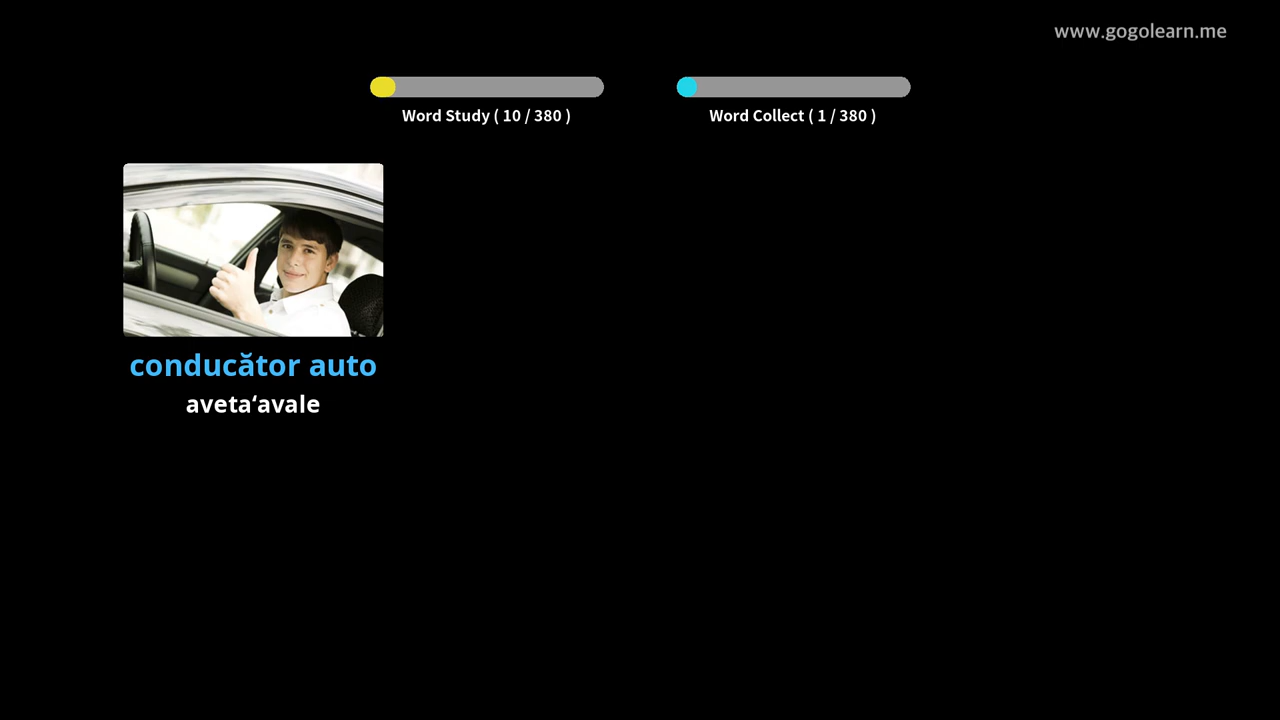 www.gogolearn.me
Word Study ( 10 / 380 )
Word Collect ( 1 / 380 )
conducător auto
aveta‘avale